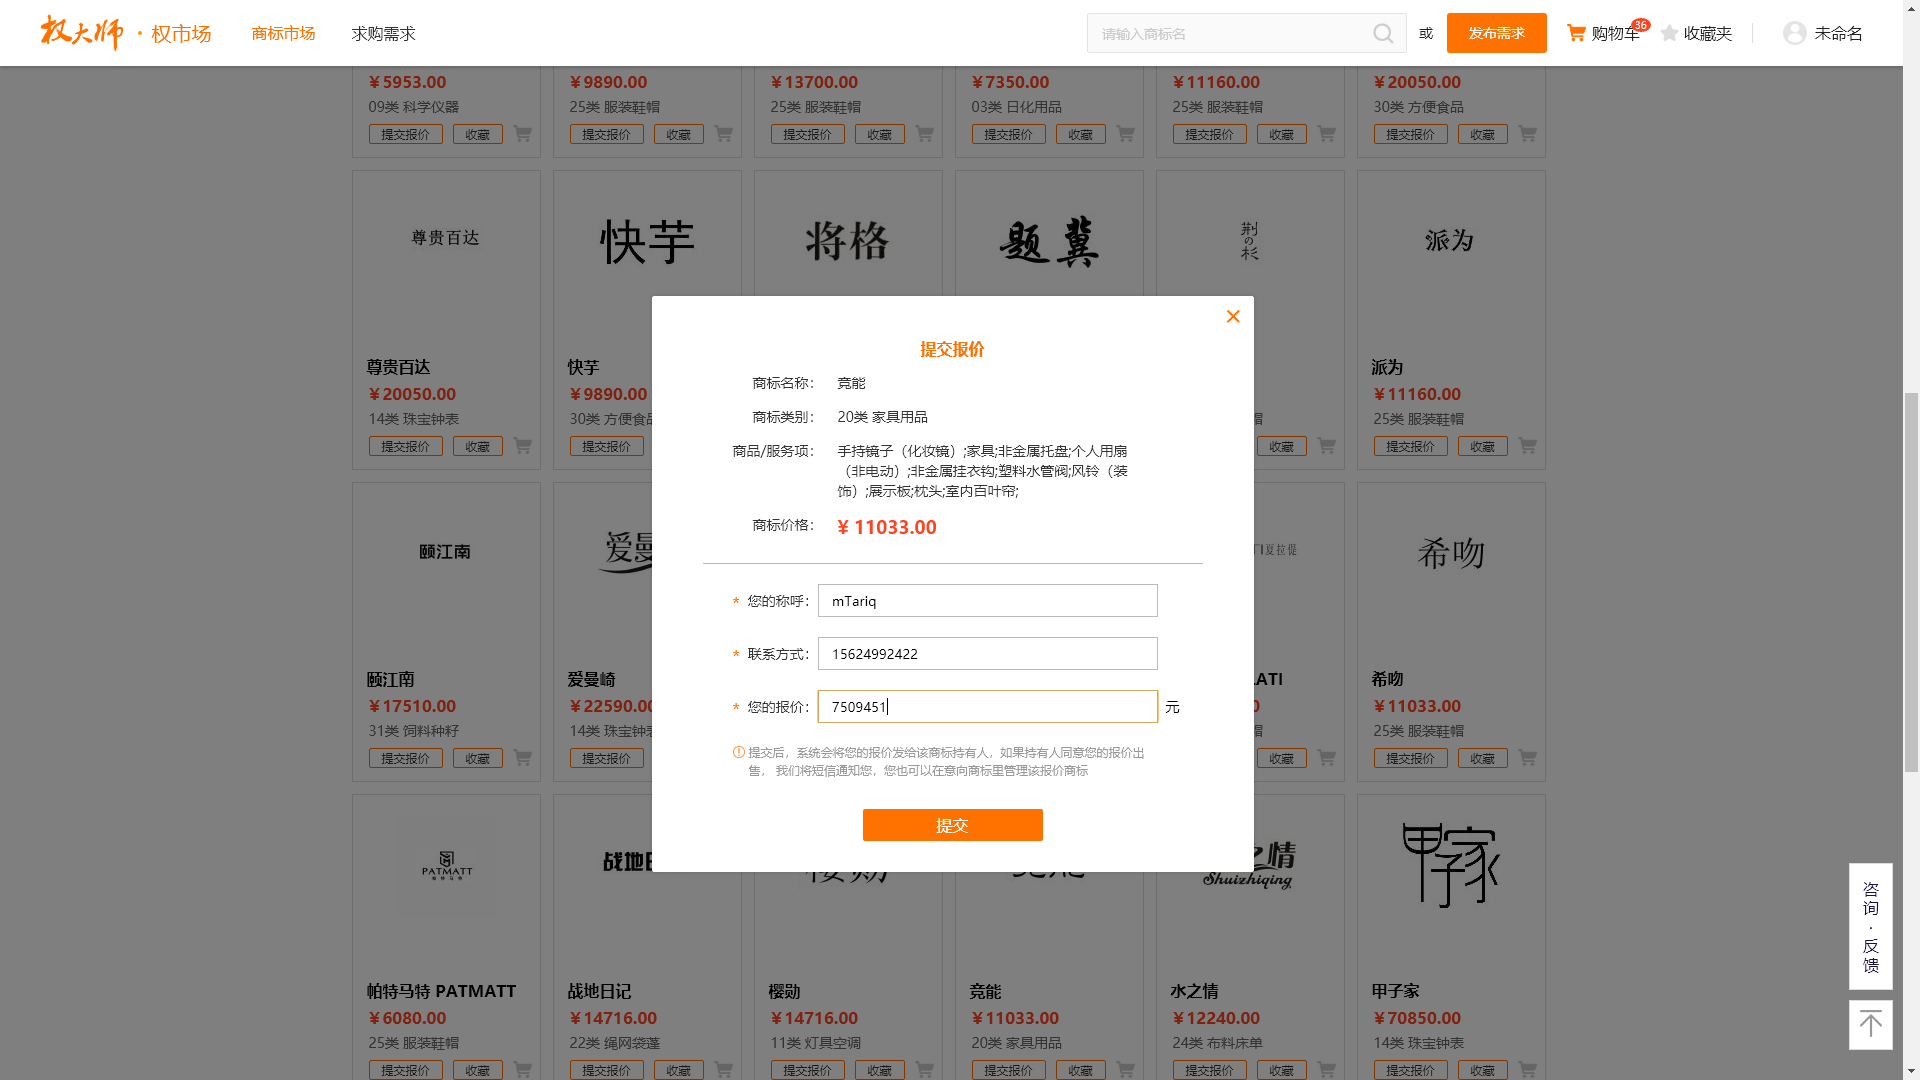 权大师 · 权市场 商标市场 求购需求 请输入商标名 或 发布需求 购物车 36 收藏夹 未命名
￥5953.00 ￥9890.00 ￥13700.00 ￥7350.00 ￥11160.00 ￥20050.00
09类 科学仪器 25类 服装鞋帽 25类 服装鞋帽 03类 日化用品 25类 服装鞋帽 30类 方便食品
提交报价 收藏 提交报价 收藏 提交报价 收藏 提交报价 收藏 提交报价 收藏 提交报价 收藏
尊贵百达 快芋 将格 题冀 荆の杉 派为
尊贵百达 快芋 派为
￥20050.00 ￥9890.00 ￥11160.00
14类 珠宝钟表 30类 方便食品 帽 25类 服装鞋帽
提交报价 收藏 提交报价 收藏 提交报价 收藏
颐江南 爱曼 夏拉提 希吻
颐江南 爱曼崎 LATI 希吻
￥17510.00 ￥22590.00 0 ￥11033.00
31类 饲料种籽 14类 珠宝钟表 25类 服装鞋帽
提交报价 收藏 提交报价 收藏 提交报价 收藏
提交报价
商标名称： 竞能
商标类别： 20类 家具用品
商品/服务项： 手持镜子（化妆镜）;家具;非金属托盘;个人用扇
（非电动）;非金属挂衣钩;塑料水管阀;风铃（装
饰）;展示板;枕头;室内百叶帘;
商标价格： ¥ 11033.00
* 您的称呼： mTariq
* 联系方式： 15624992422
* 您的报价： 7509451 元
提交后，系统会将您的报价发给该商标持有人，如果持有人同意您的报价出
售， 我们将短信通知您，您也可以在意向商标里管理该报价商标
提交
PATMATT 战地日 樱勋 竞能 之情 甲子家
帕特马特
Shuizhiqing
帕特马特 PATMATT 战地日记 樱勋 竞能 水之情 甲子家
￥6080.00 ￥14716.00 ￥14716.00 ￥11033.00 ￥12240.00 ￥70850.00
25类 服装鞋帽 22类 绳网袋篷 11类 灯具空调 20类 家具用品 24类 布料床单 14类 珠宝钟表
提交报价 收藏 提交报价 收藏 提交报价 收藏 提交报价 收藏 提交报价 收藏 提交报价 收藏
咨询·反馈